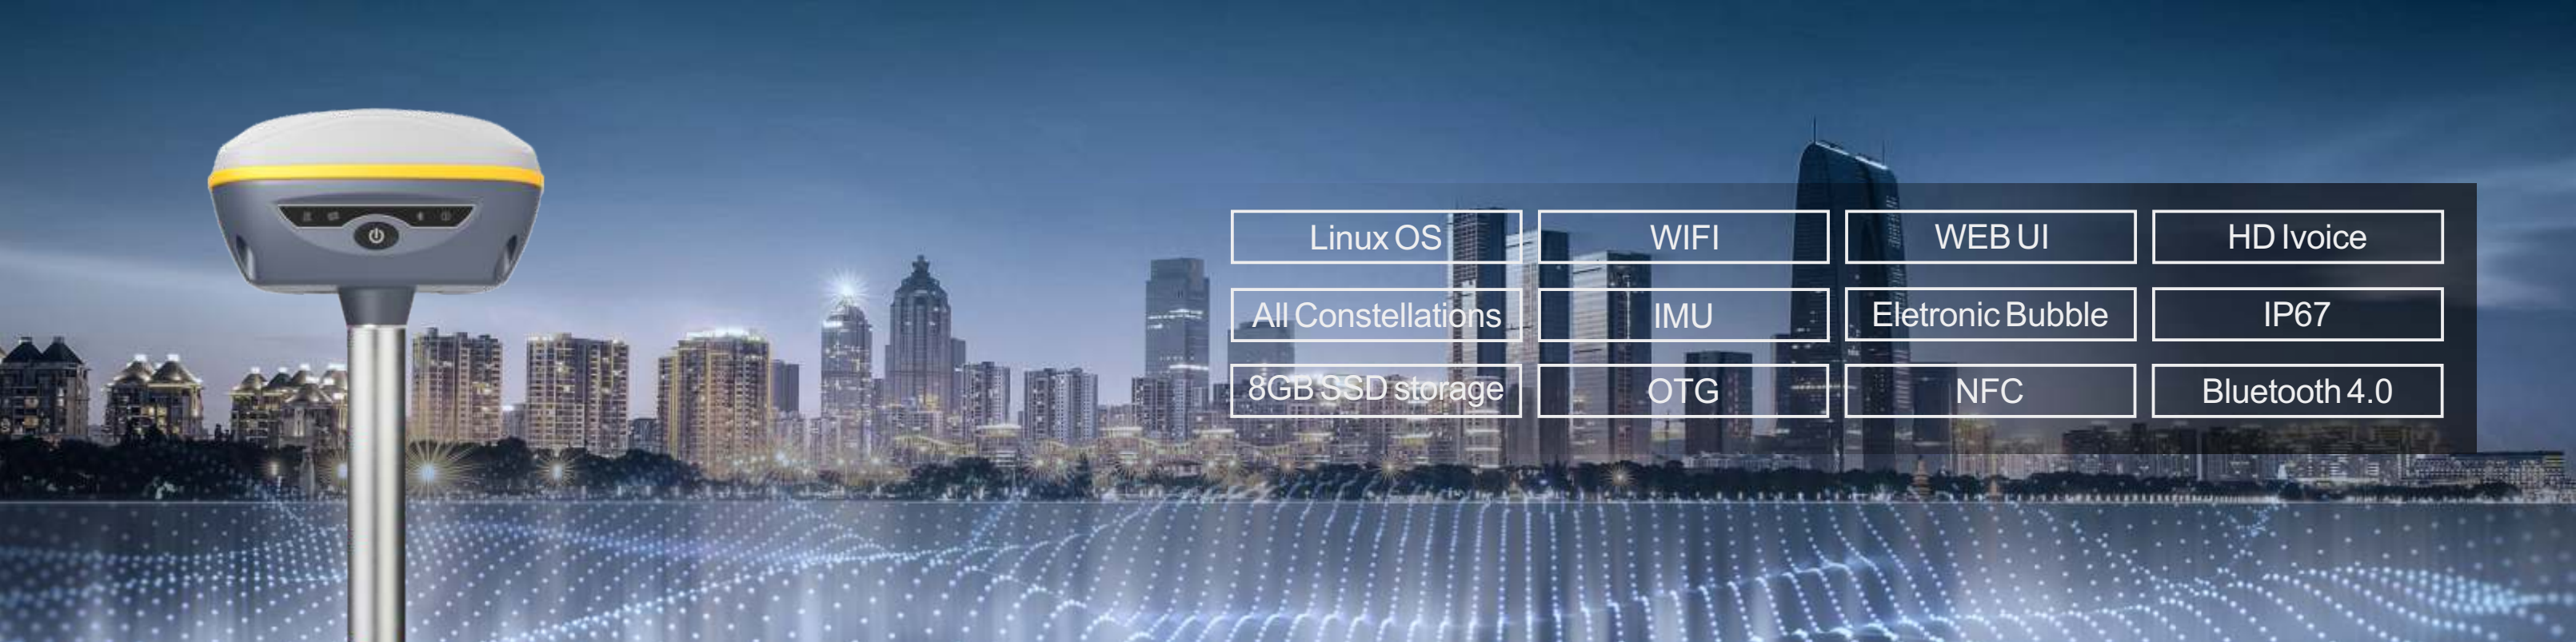 Linux OS
WIFI
WEB UI
HD Ivoice
All Constellations
IMU
Eletronic Bubble
IP67
8GB SSD storage
OTG
NFC
Bluetooth 4.0